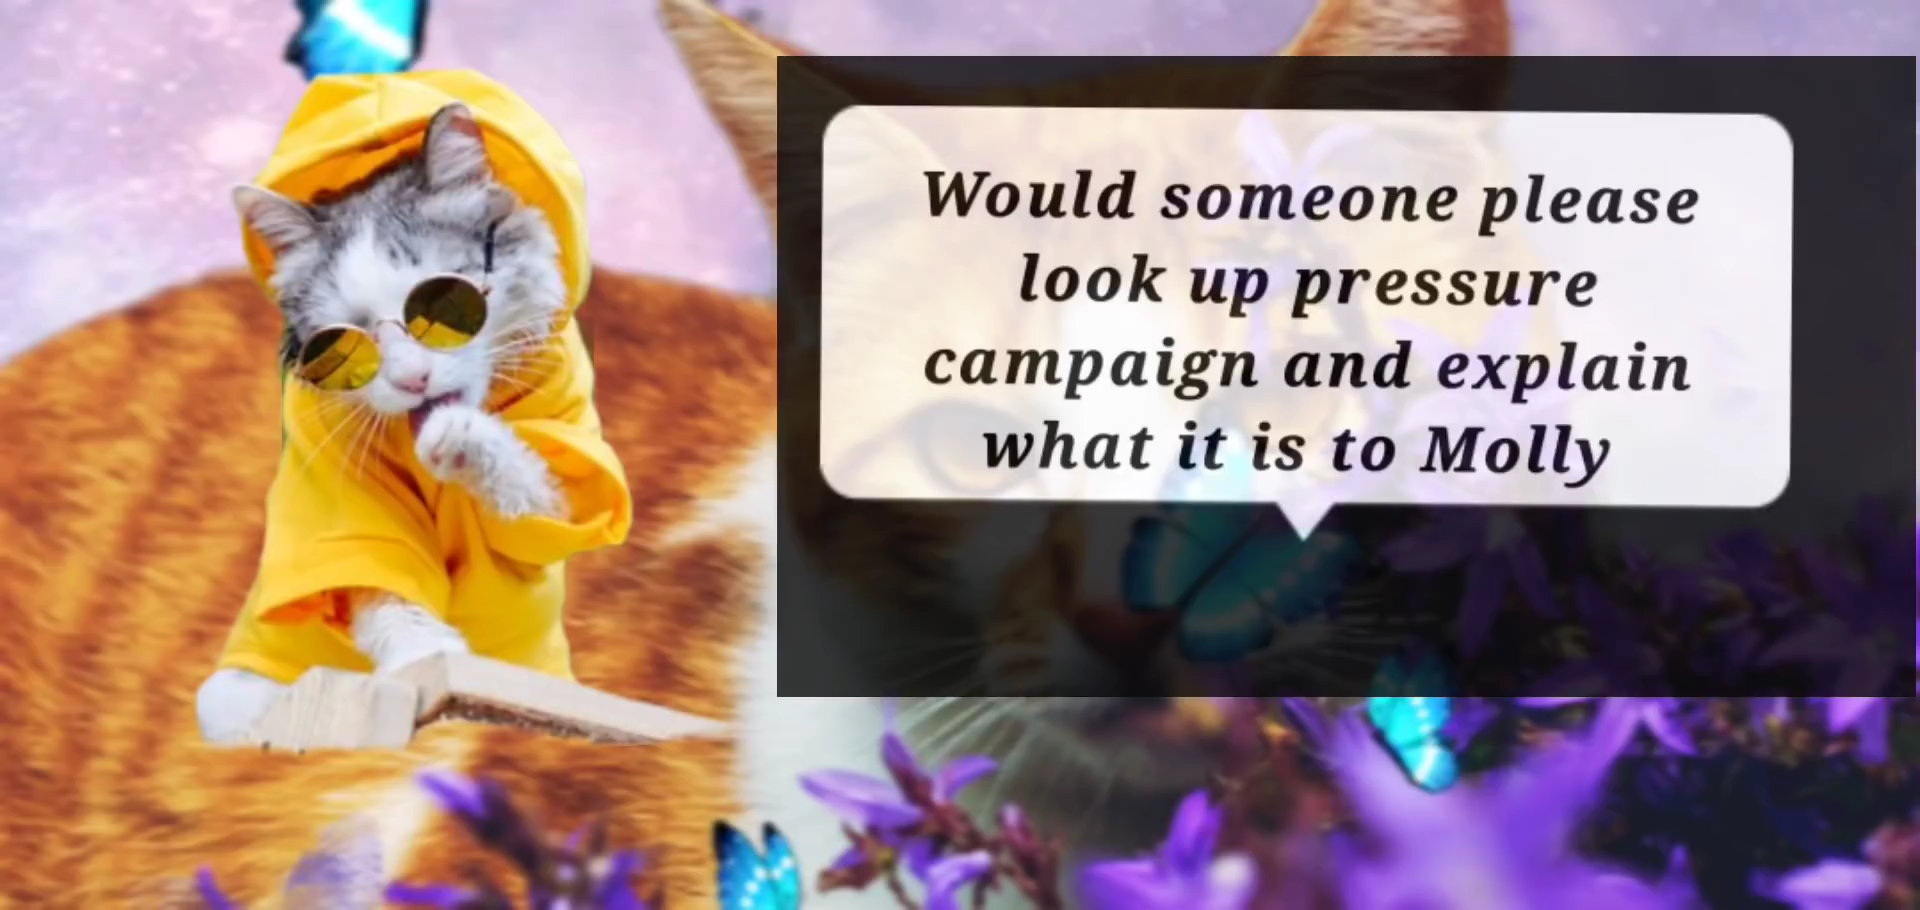 Would someone please
look up pressure
campaign and explain
what it is to Molly